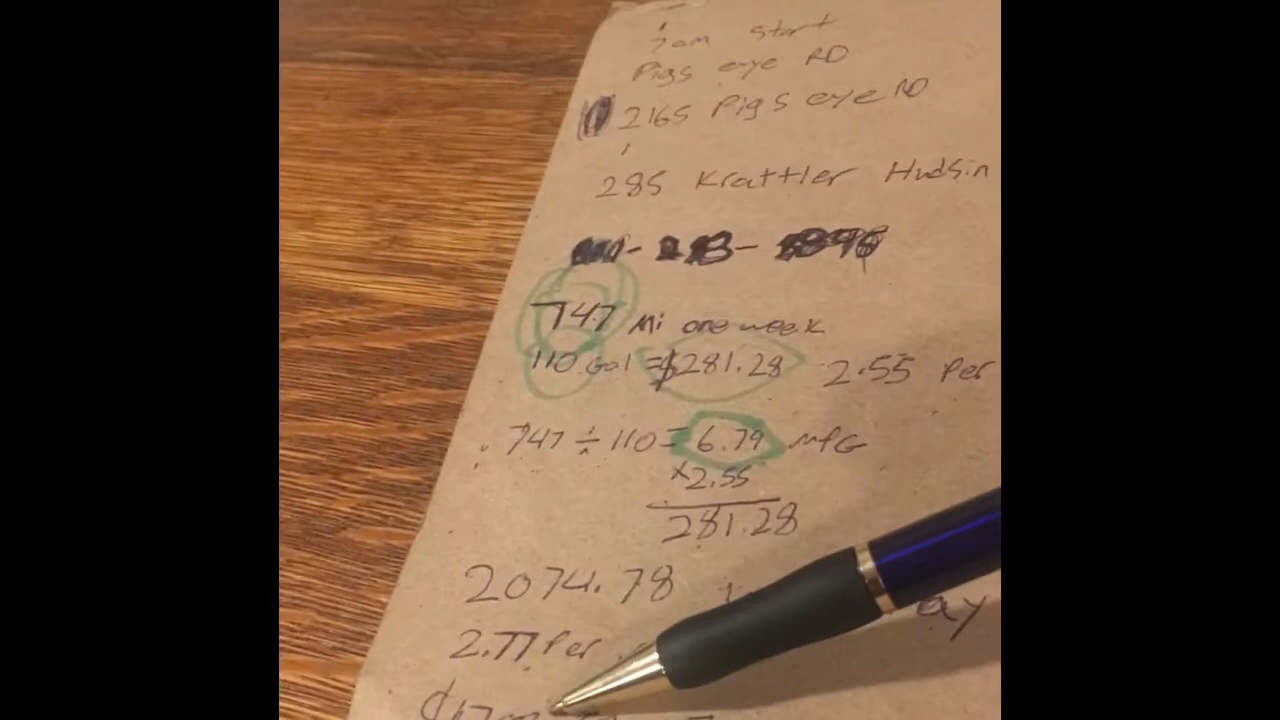 7am start
Pigs eye RD
2165 Pigs eye RD
285 Krattler Hudsin
747 Mi one week
110 Gal = $281.28 2.55 Per
747 ÷ 110 = 6.79 MPG
x2.55
281.28
2074.78
2.77 Per